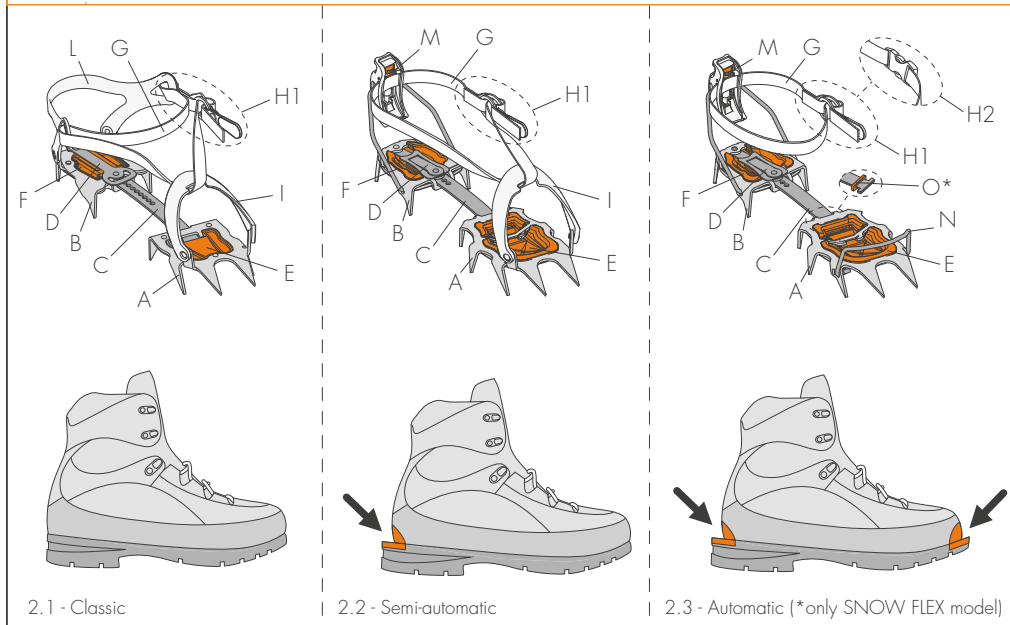 L
G
H1
F
D
B
C
A
I
E
2.1 - Classic
M
G
H1
F
D
B
C
A
I
E
2.2 - Semi-automatic
M
G
H2
H1
O*
F
D
B
C
A
N
E
2.3 - Automatic (*only SNOW FLEX model)